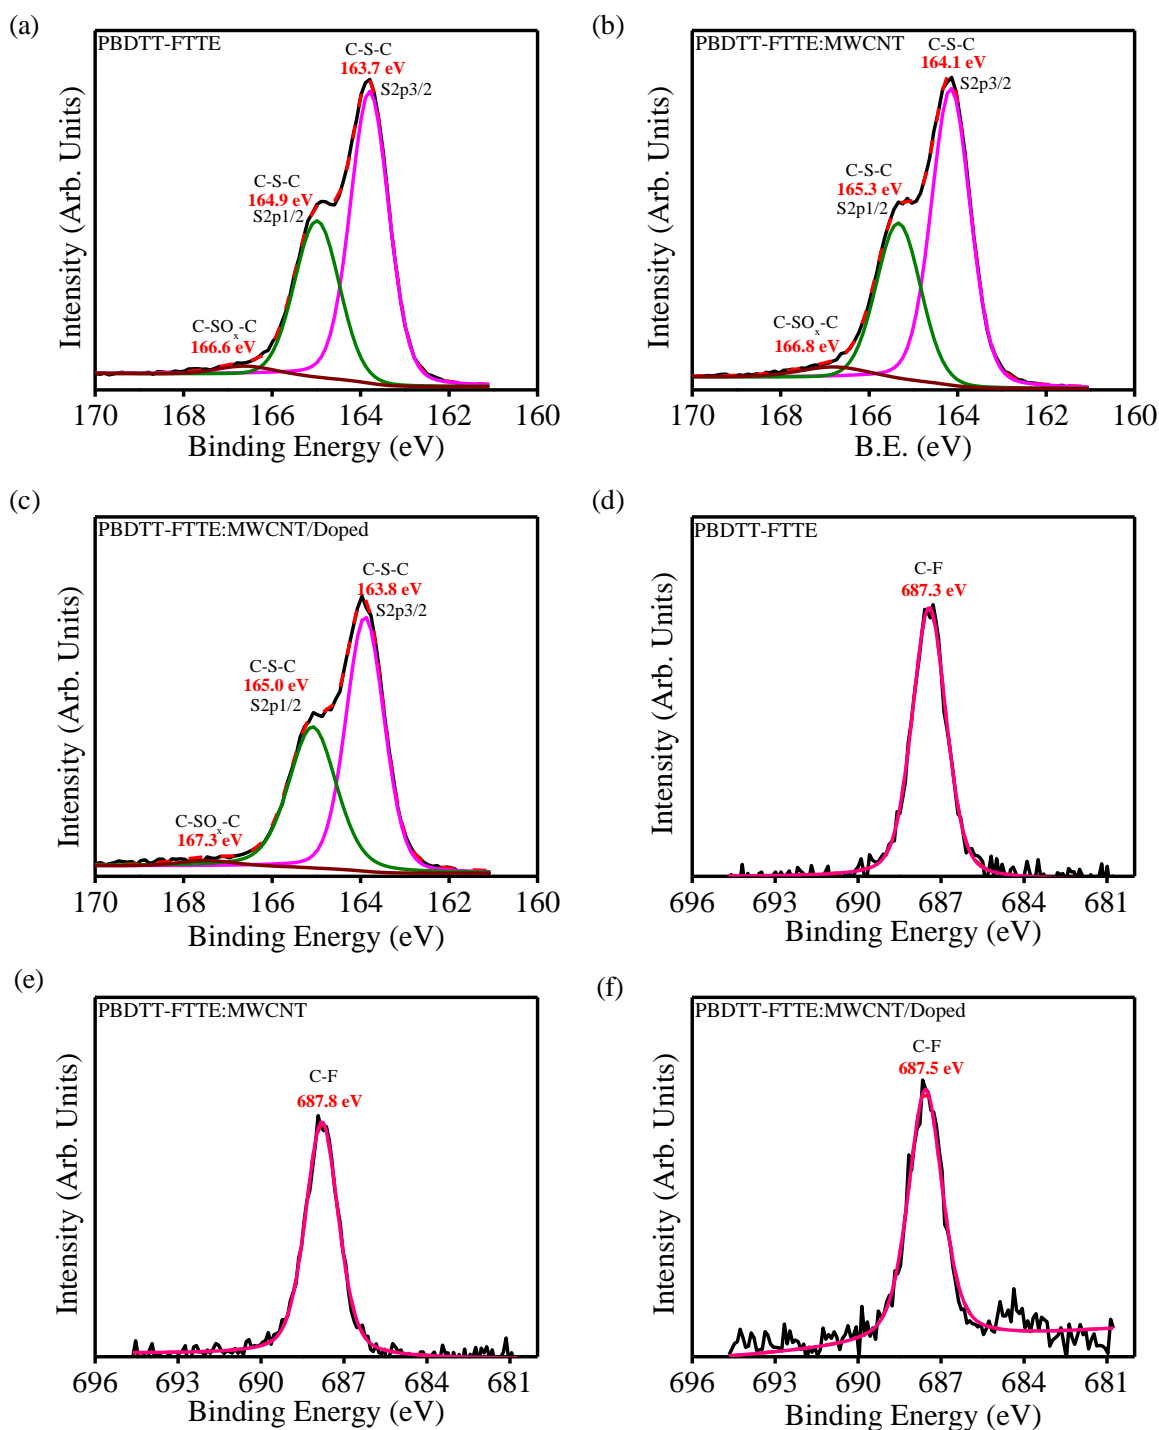 (a)
PBDTT-FTTE
C-S-C
163.7 eV
S2p3/2
C-S-C
164.9 eV
S2p1/2
C-SOx-C
166.6 eV
Intensity (Arb. Units)
170 168 166 164 162 160
Binding Energy (eV)
(b)
PBDTT-FTTE:MWCNT
C-S-C
164.1 eV
S2p3/2
C-S-C
165.3 eV
S2p1/2
C-SOx-C
166.8 eV
Intensity (Arb. Units)
170 168 166 164 162 160
B.E. (eV)
(c)
PBDTT-FTTE:MWCNT/Doped
C-S-C
163.8 eV
S2p3/2
C-S-C
165.0 eV
S2p1/2
C-SOx-C
167.3 eV
Intensity (Arb. Units)
170 168 166 164 162 160
Binding Energy (eV)
(d)
PBDTT-FTTE
C-F
687.3 eV
Intensity (Arb. Units)
696 693 690 687 684 681
Binding Energy (eV)
(e)
PBDTT-FTTE:MWCNT
C-F
687.8 eV
Intensity (Arb. Units)
696 693 690 687 684 681
Binding Energy (eV)
(f)
PBDTT-FTTE:MWCNT/Doped
C-F
687.5 eV
Intensity (Arb. Units)
696 693 690 687 684 681
Binding Energy (eV)